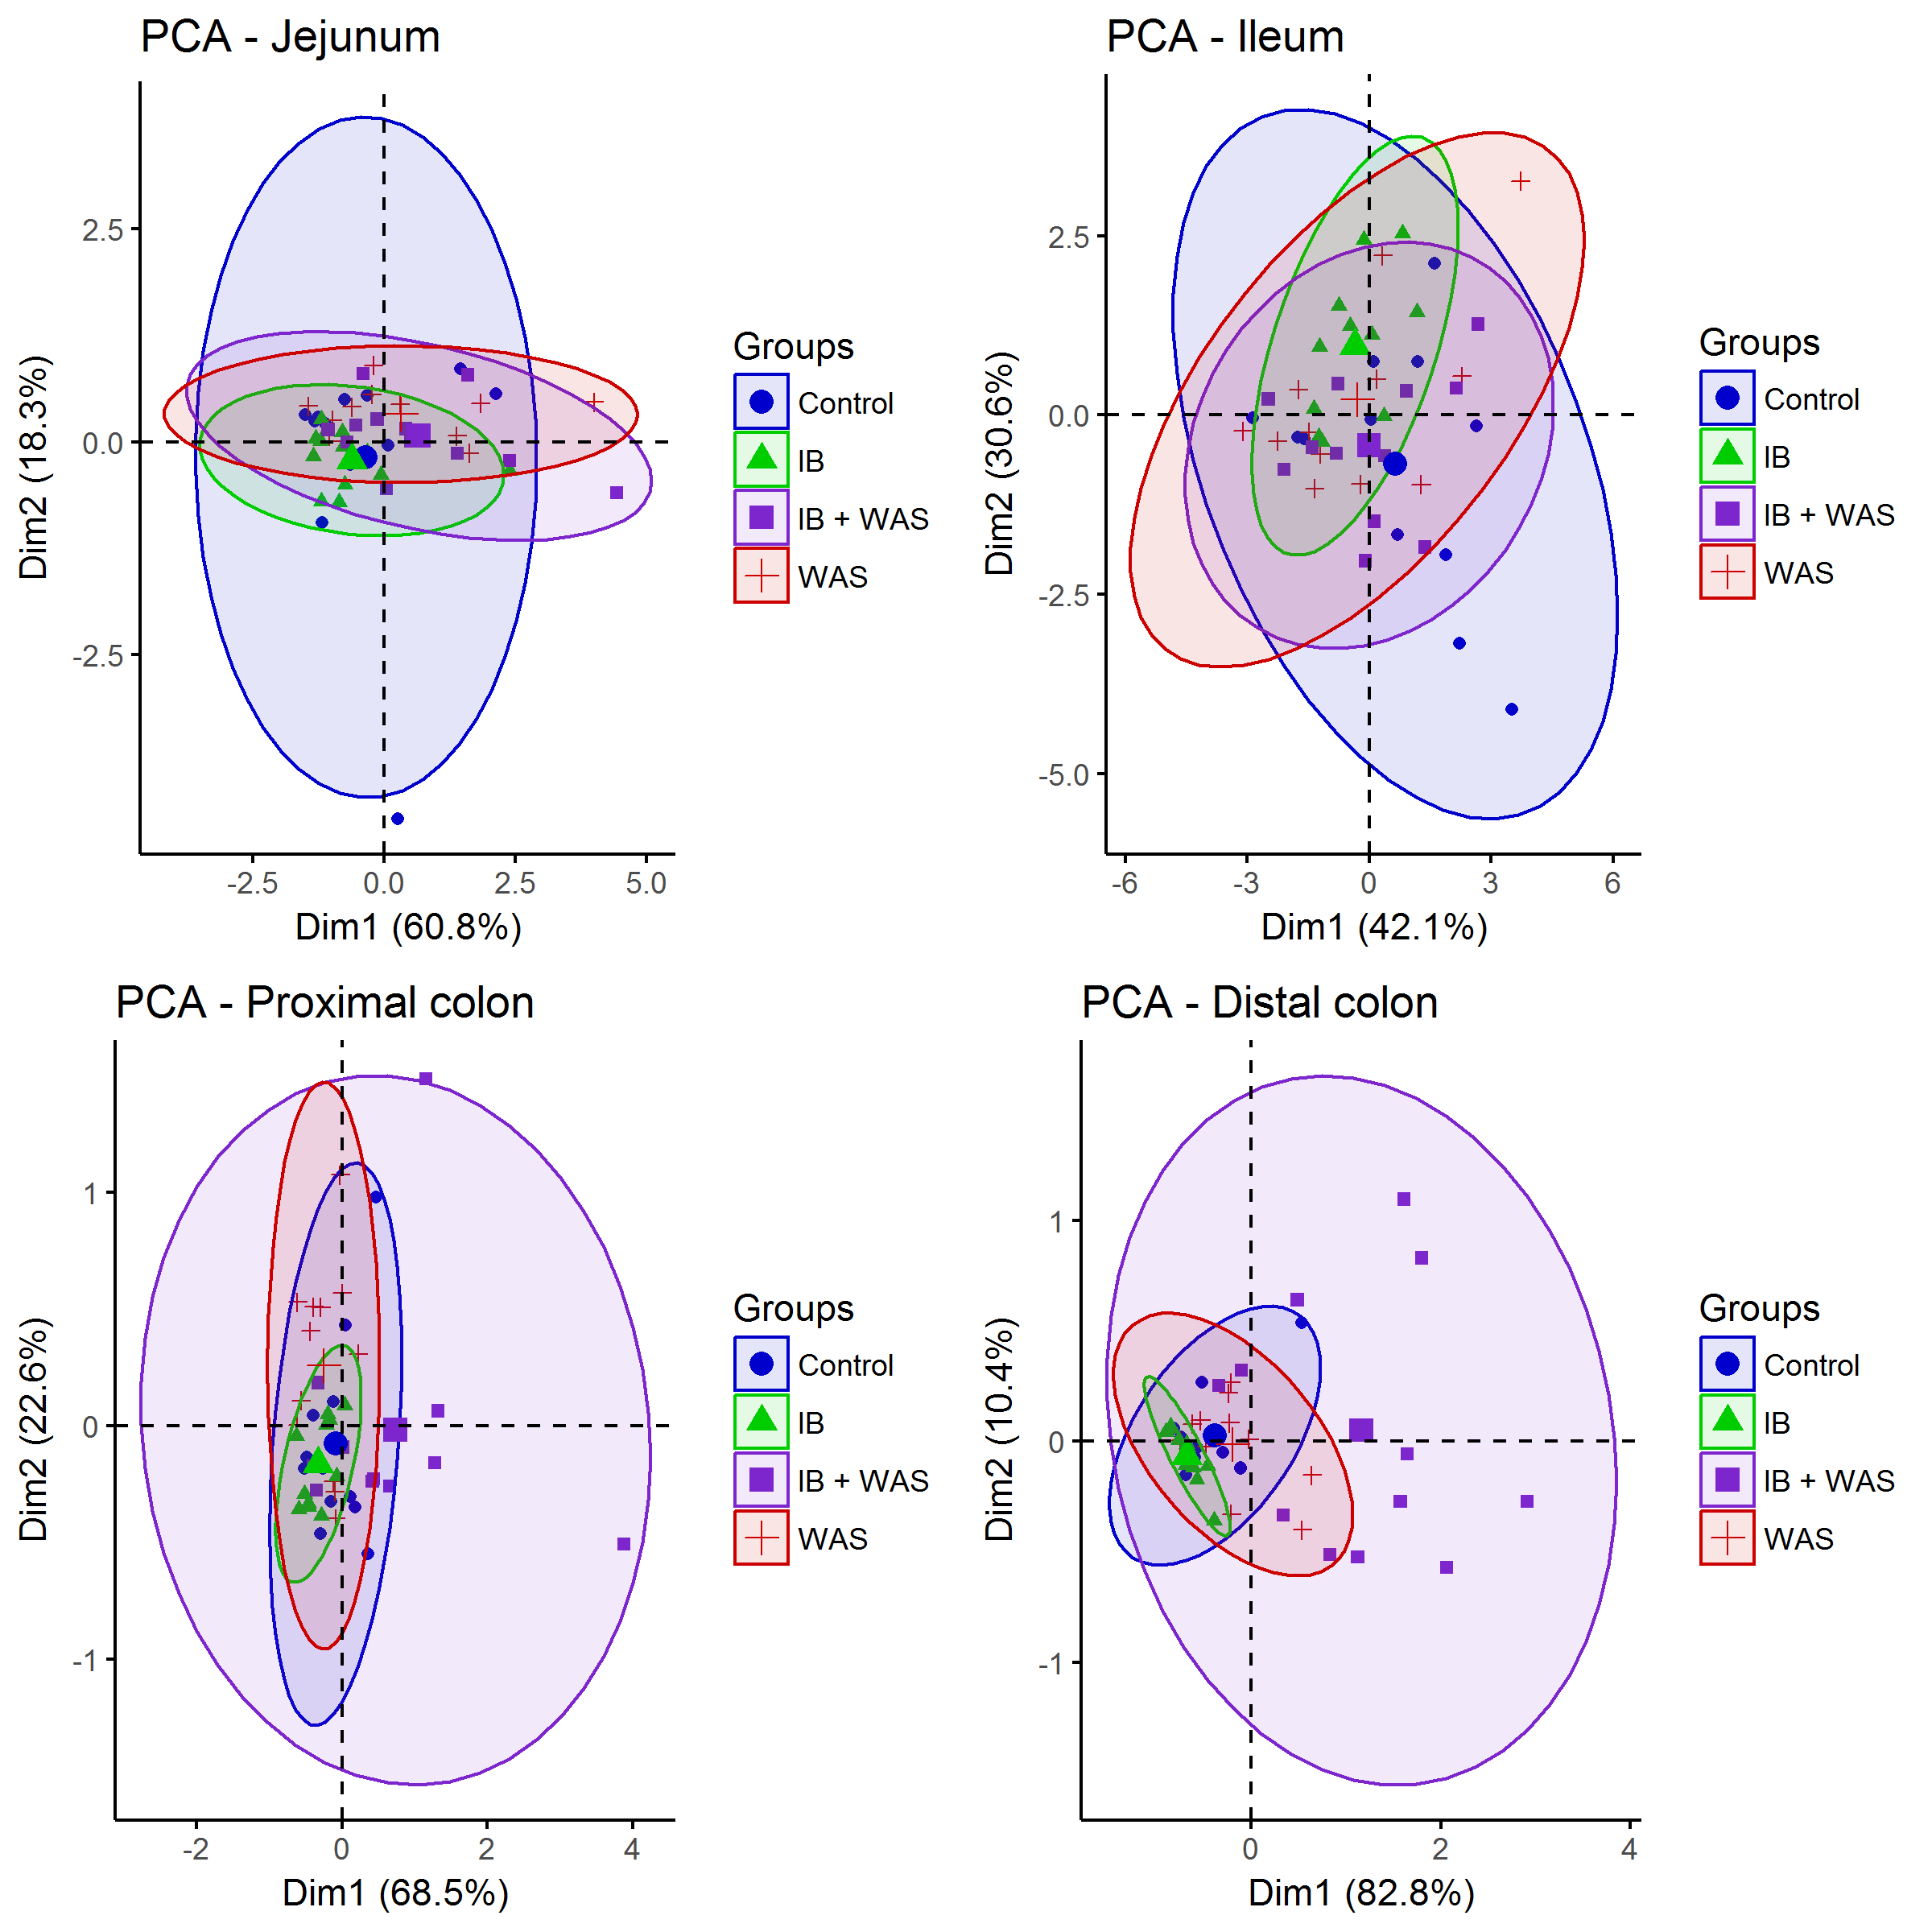 PCA - Jejunum
Dim2 (18.3%)
2.5
0.0
-2.5
-2.5 0.0 2.5 5.0
Dim1 (60.8%)
Groups
Control
IB
IB + WAS
WAS
PCA - Ileum
Dim2 (30.6%)
2.5
0.0
-2.5
-5.0
-6 -3 0 3 6
Dim1 (42.1%)
Groups
Control
IB
IB + WAS
WAS
PCA - Proximal colon
Dim2 (22.6%)
1
0
-1
-2 0 2 4
Dim1 (68.5%)
Groups
Control
IB
IB + WAS
WAS
PCA - Distal colon
Dim2 (10.4%)
1
0
-1
0 2 4
Dim1 (82.8%)
Groups
Control
IB
IB + WAS
WAS